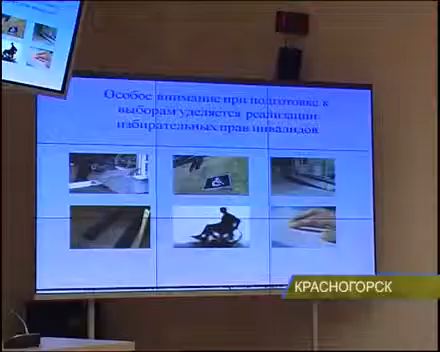 Особое внимание при подготовке к
выборам уделяется реализации
избирательных прав инвалидов
КРАСНОГОРСК